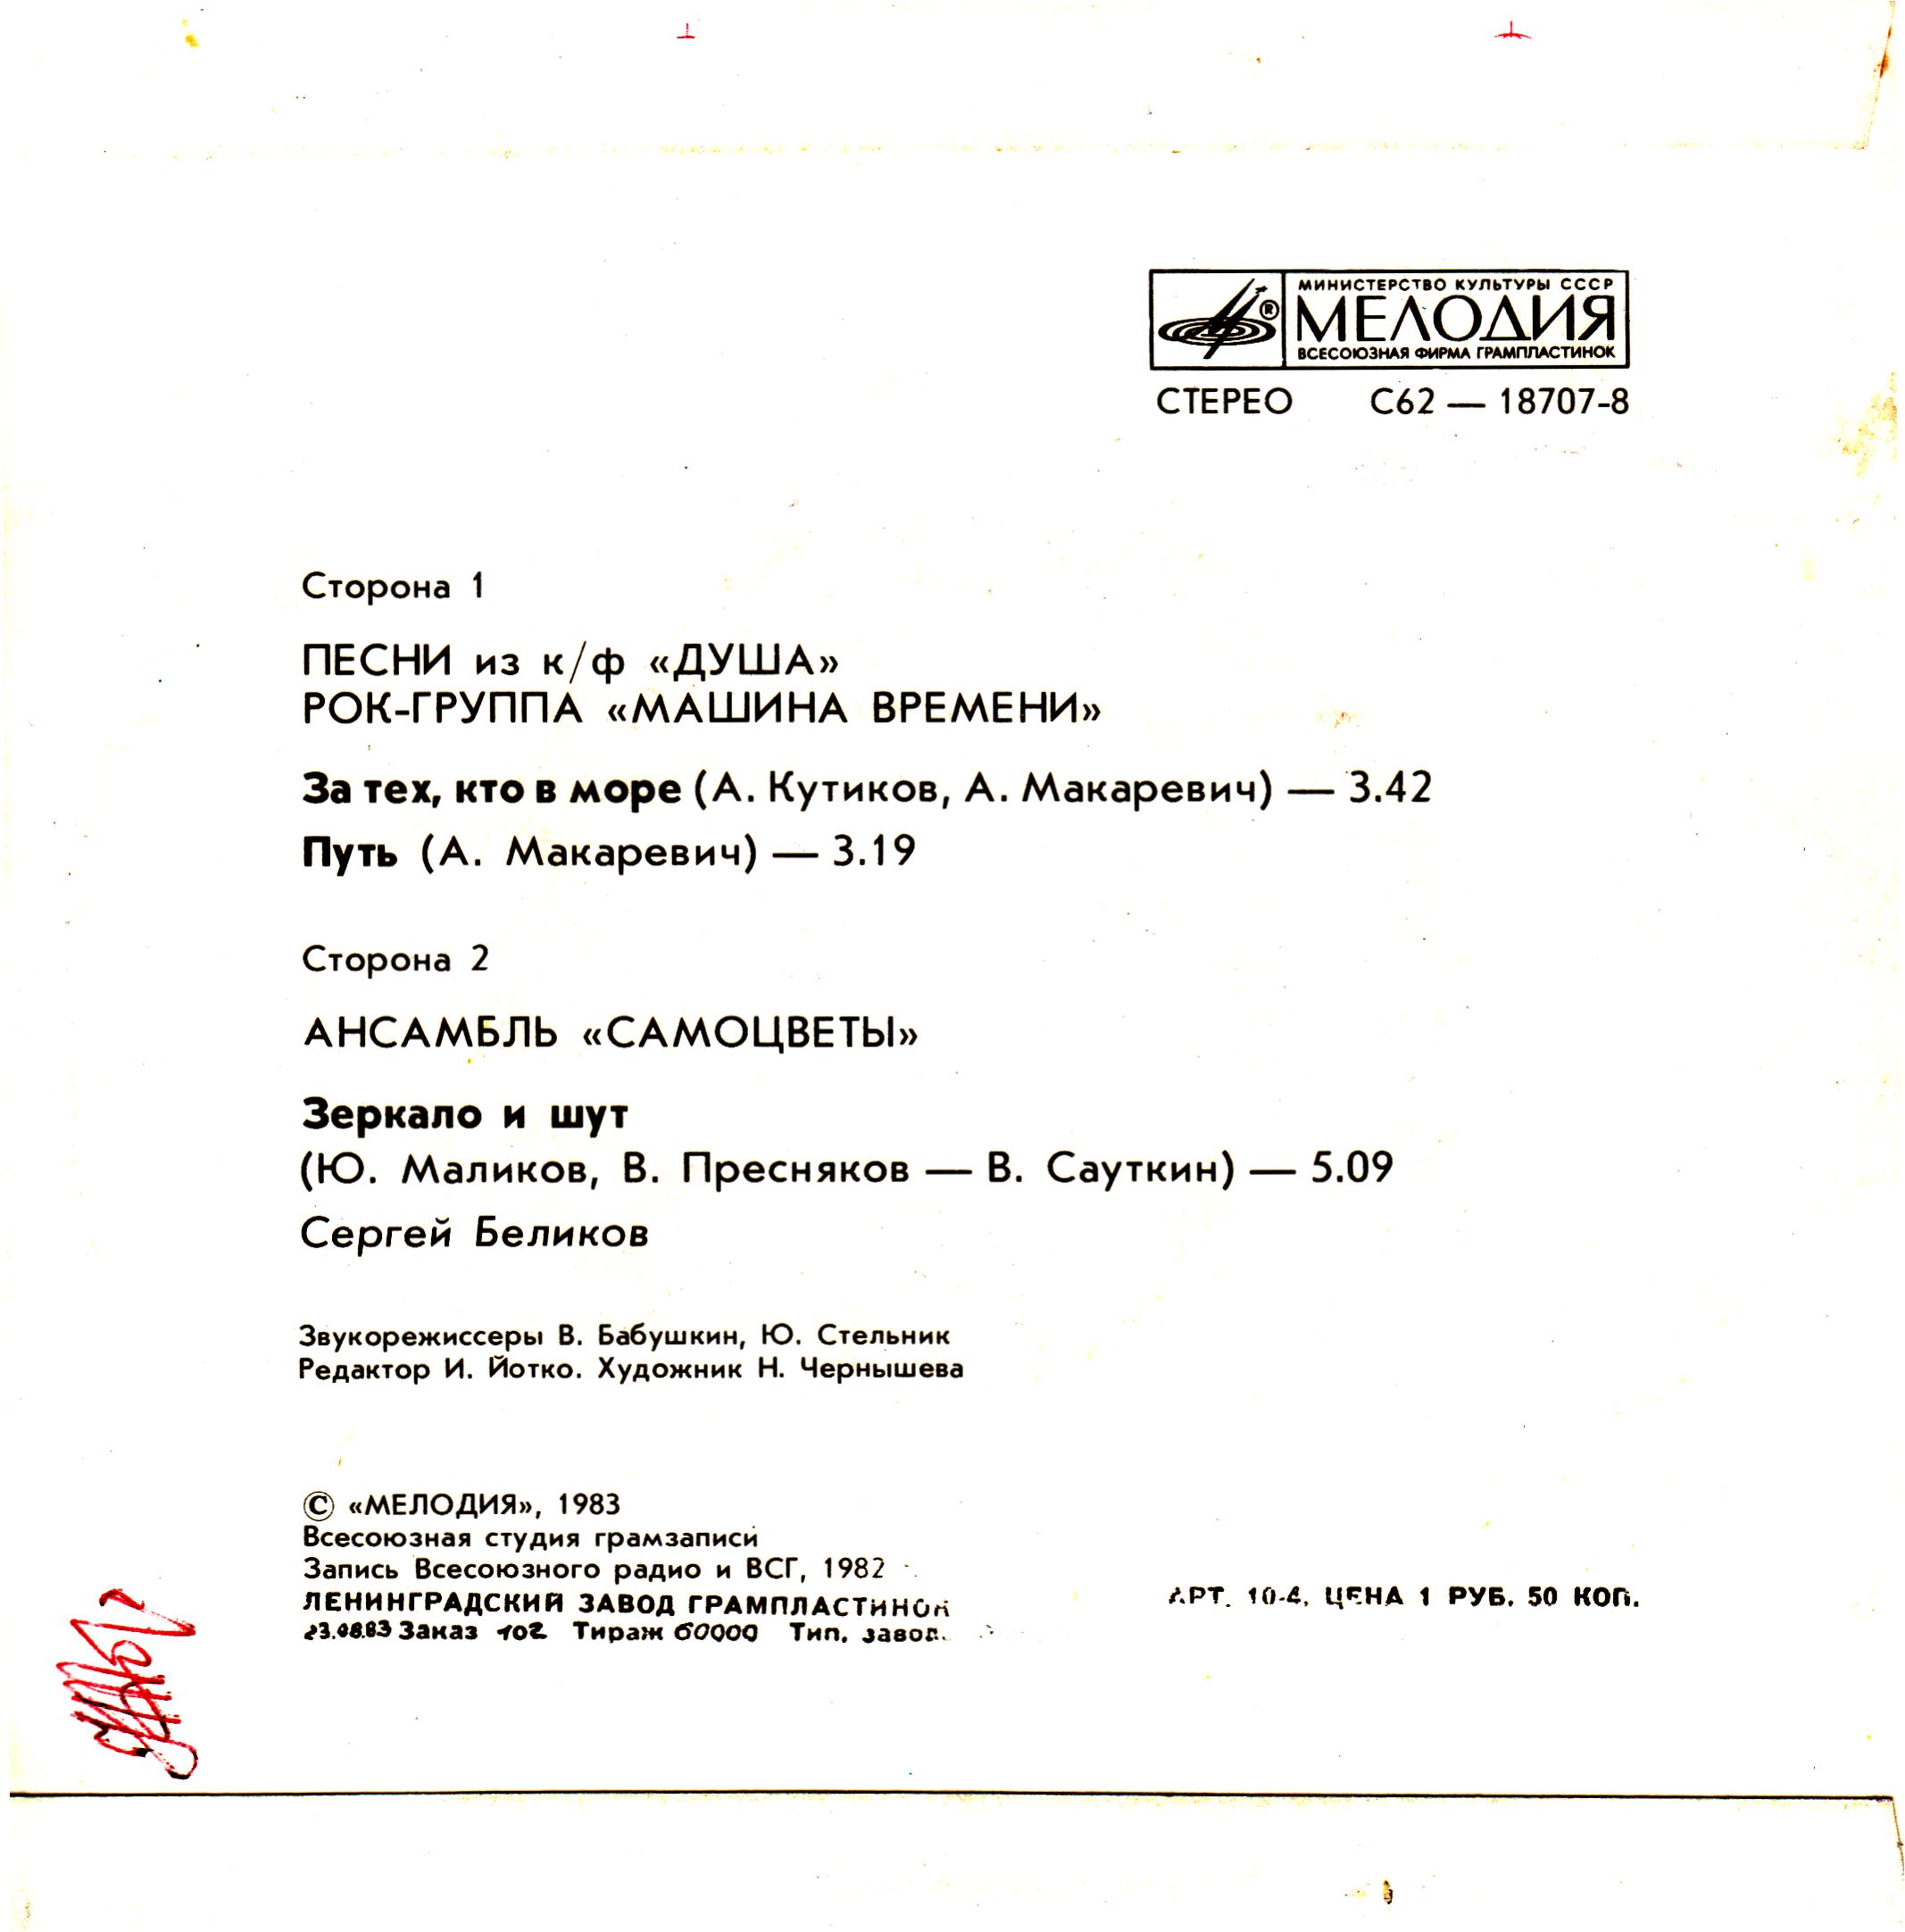 МИНИСТЕРСТВО КУЛЬТУРЫ СССР
МЕЛОДИЯ
ВСЕСОЮЗНАЯ ФИРМА ГРАМПЛАСТИНОК
СТЕРЕО С62 — 18707-8
Сторона 1
ПЕСНИ из к/ф «ДУША»
РОК-ГРУППА «МАШИНА ВРЕМЕНИ»
За тех, кто в море (А. Кутиков, А. Макаревич) — 3.42
Путь (А. Макаревич) — 3.19
Сторона 2
АНСАМБЛЬ «САМОЦВЕТЫ»
Зеркало и шут
(Ю. Маликов, В. Пресняков — В. Сауткин) — 5.09
Сергей Беликов
Звукорежиссеры В. Бабушкин, Ю. Стельник
Редактор И. Йотко. Художник Н. Чернышева
© «МЕЛОДИЯ», 1983
Всесоюзная студия грамзаписи
Запись Всесоюзного радио и ВСГ, 1982
ЛЕНИНГРАДСКИЙ ЗАВОД ГРАМПЛАСТИНОК
23.08.83 Заказ 102 Тираж 60000 Тип. завод.
АРТ. 10-4. ЦЕНА 1 РУБ. 50 КОП.